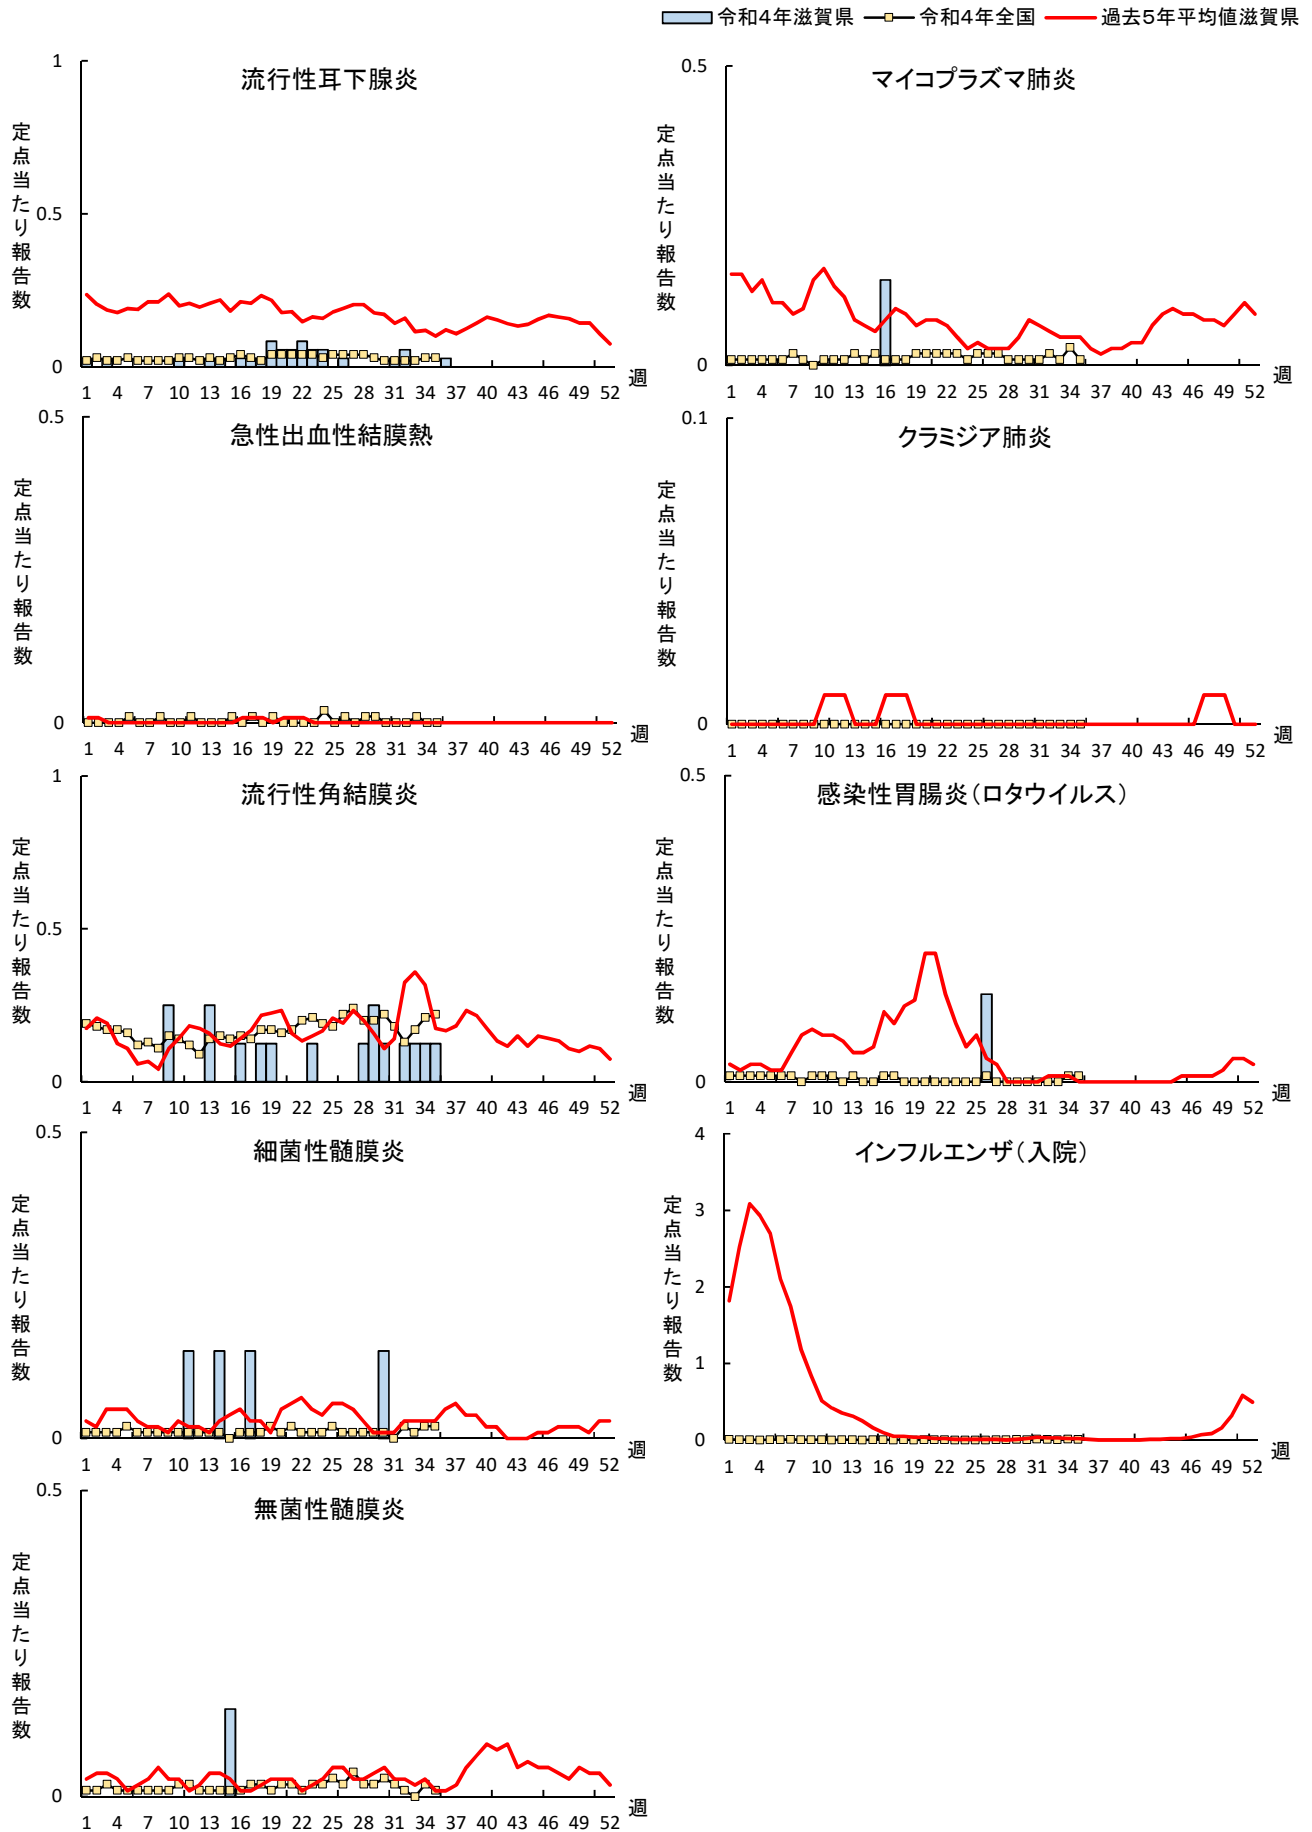 令和4年滋賀県 令和4年全国 過去5年平均値滋賀県
流行性耳下腺炎
定点当たり報告数
1
0.5
0
1 4 7 10 13 16 19 22 25 28 31 34 37 40 43 46 49 52 週
マイコプラズマ肺炎
定点当たり報告数
0.5
0
1 4 7 10 13 16 19 22 25 28 31 34 37 40 43 46 49 52 週
急性出血性結膜熱
定点当たり報告数
0.5
0
1 4 7 10 13 16 19 22 25 28 31 34 37 40 43 46 49 52 週
クラミジア肺炎
定点当たり報告数
0.1
0
1 4 7 10 13 16 19 22 25 28 31 34 37 40 43 46 49 52 週
流行性角結膜炎
定点当たり報告数
1
0.5
0
1 4 7 10 13 16 19 22 25 28 31 34 37 40 43 46 49 52 週
感染性胃腸炎(ロタウイルス)
定点当たり報告数
0.5
0
1 4 7 10 13 16 19 22 25 28 31 34 37 40 43 46 49 52 週
細菌性髄膜炎
定点当たり報告数
0.5
0
1 4 7 10 13 16 19 22 25 28 31 34 37 40 43 46 49 52 週
インフルエンザ(入院)
定点当たり報告数
4
3
2
1
0
1 4 7 10 13 16 19 22 25 28 31 34 37 40 43 46 49 52 週
無菌性髄膜炎
定点当たり報告数
0.5
0
1 4 7 10 13 16 19 22 25 28 31 34 37 40 43 46 49 52 週